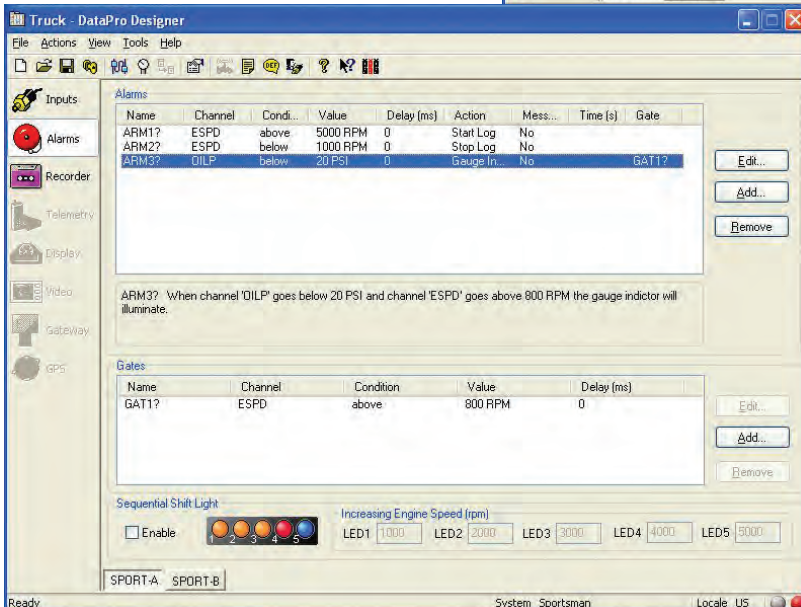 Truck - DataPro Designer
File Actions View Tools Help
DEF
Inputs
Alarms
Recorder
Telemetry
Display
Video
Gateway
GPS
Alarms
Name Channel Condi... Value Delay (ms) Action Mess... Time (s) Gate
ARM1? ESPD above 5000 RPM 0 Start Log No
ARM2? ESPD below 1000 RPM 0 Stop Log No
ARM3? OILP below 20 PSI 0 Gauge In... No GAT1?
Edit...
Add...
Remove
ARM3? When channel 'OILP' goes below 20 PSI and channel 'ESPD' goes above 800 RPM the gauge indictor will
illuminate.
Gates
Name Channel Condition Value Delay (ms)
GAT1? ESPD above 800 RPM 0
Edit...
Add...
Remove
Sequential Shift Light
Enable
1 2 3 4 5
Increasing Engine Speed (rpm)
LED1 1000 LED2 2000 LED3 3000 LED4 4000 LED5 5000
SPORT-A SPORT-B
Ready System Sportsman Locale US